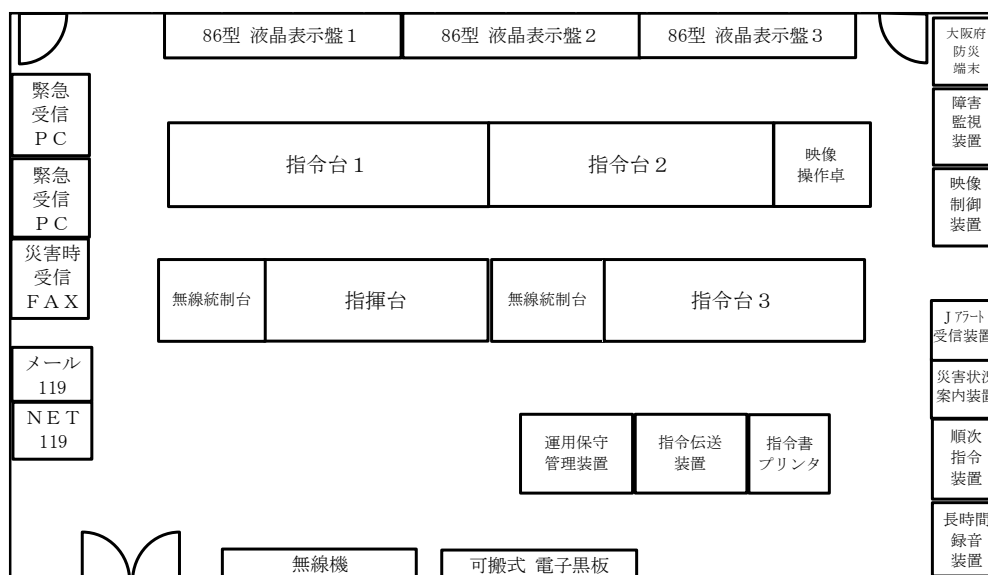 86型 液晶表示盤1
86型 液晶表示盤2
86型 液晶表示盤3
大阪府
防災
端末
緊急
受信
ＰＣ
障害
監視
装置
指令台1
指令台2
映像
操作卓
緊急
受信
ＰＣ
映像
制御
装置
災害時
受信
ＦＡＸ
無線統制台
指揮台
無線統制台
指令台3
Ｊアラート
受信装置
メール
119
災害状況
案内装置
ＮＥＴ
119
運用保守
管理装置
指令伝送
装置
指令書
プリンタ
順次
指令
装置
長時間
録音
装置
無線機
可搬式 電子黒板